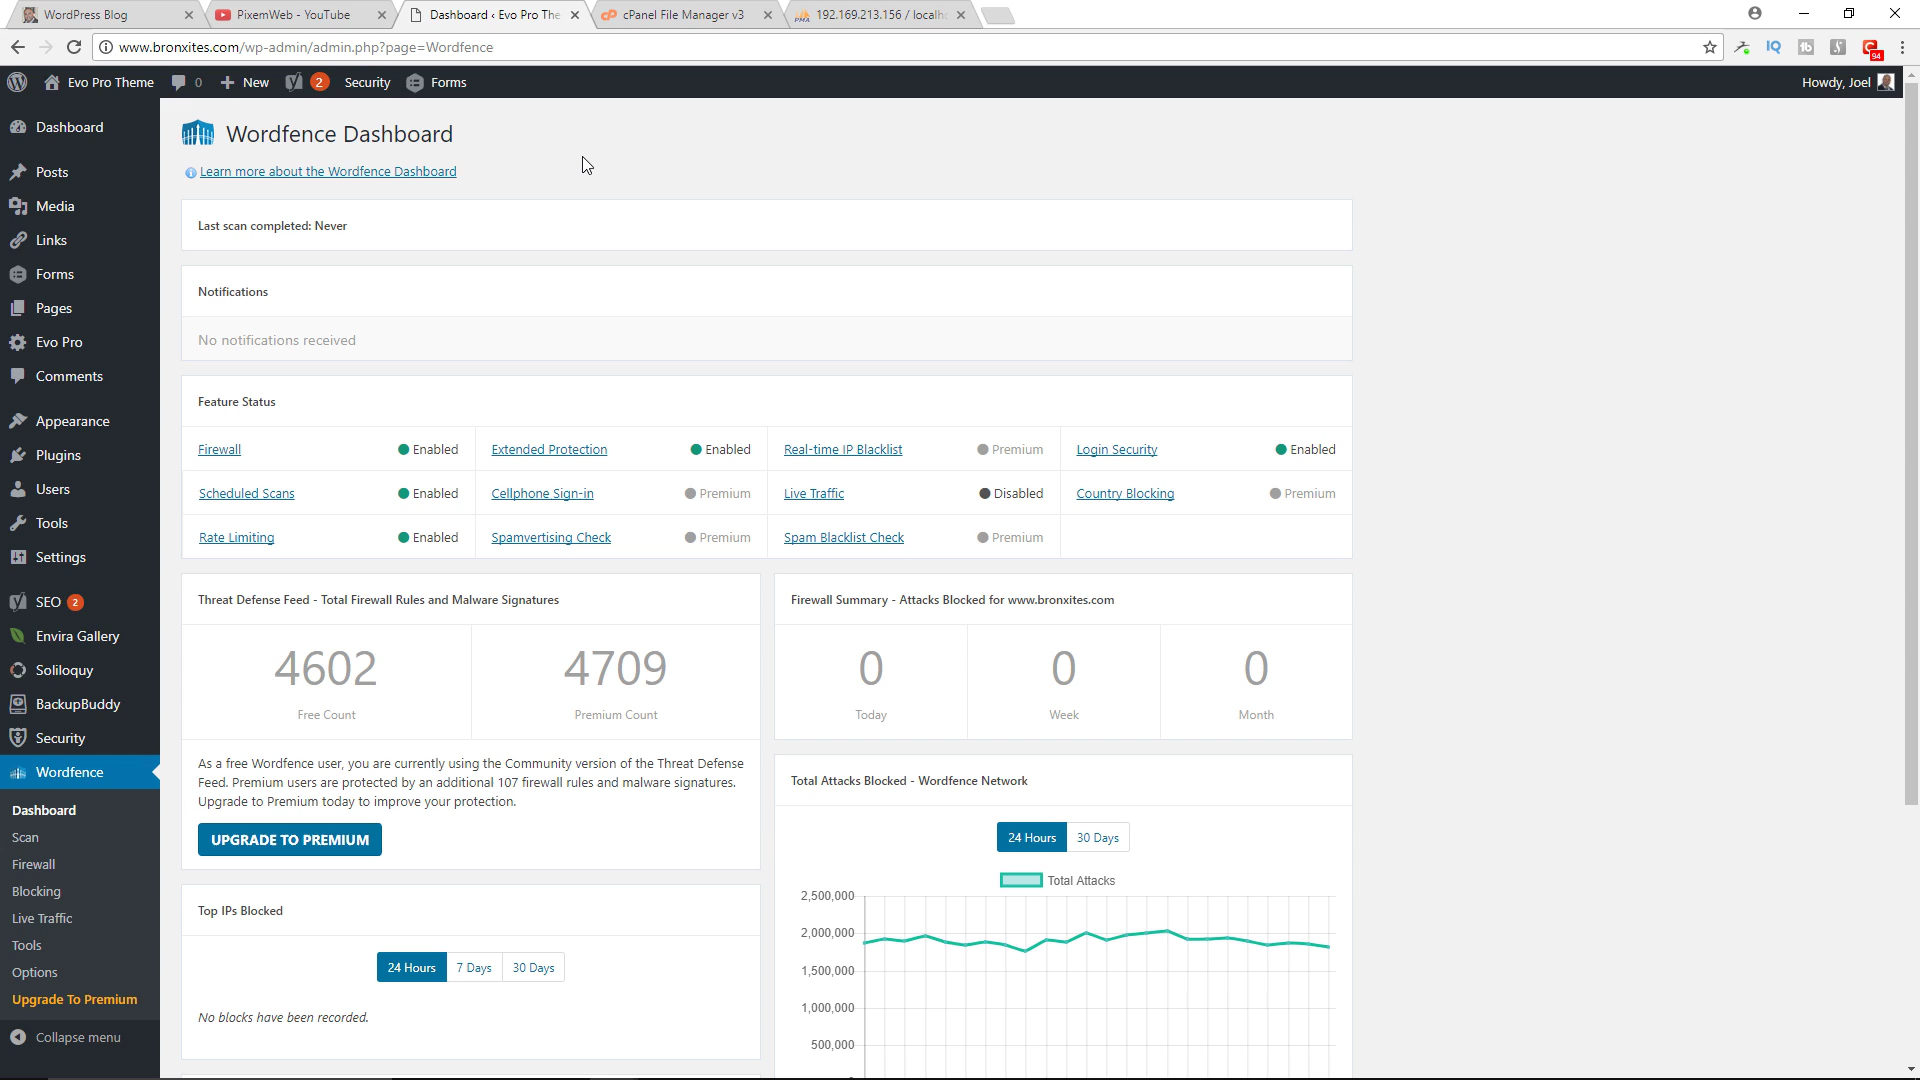 WordPress Blog
PixemWeb - YouTube
Dashboard ‹ Evo Pro The
cPanel File Manager v3
192.169.213.156 / localh
www.bronxites.com/wp-admin/admin.php?page=Wordfence
94
Evo Pro Theme
0
New
2
Security
Forms
Howdy, Joel
Dashboard
Posts
Media
Links
Forms
Pages
Evo Pro
Comments
Appearance
Plugins
Users
Tools
Settings
SEO 2
Envira Gallery
Soliloquy
BackupBuddy
Security
Wordfence
Dashboard
Scan
Firewall
Blocking
Live Traffic
Tools
Options
Upgrade To Premium
Collapse menu
Wordfence Dashboard
Learn more about the Wordfence Dashboard
Last scan completed: Never
Notifications
No notifications received
Feature Status
Firewall Enabled Extended Protection Enabled Real-time IP Blacklist Premium Login Security Enabled
Scheduled Scans Enabled Cellphone Sign-in Premium Live Traffic Disabled Country Blocking Premium
Rate Limiting Enabled Spamvertising Check Premium Spam Blacklist Check Premium
Threat Defense Feed - Total Firewall Rules and Malware Signatures
4602 4709
Free Count Premium Count
As a free Wordfence user, you are currently using the Community version of the Threat Defense
Feed. Premium users are protected by an additional 107 firewall rules and malware signatures.
Upgrade to Premium today to improve your protection.
UPGRADE TO PREMIUM
Top IPs Blocked
24 Hours 7 Days 30 Days
No blocks have been recorded.
Firewall Summary - Attacks Blocked for www.bronxites.com
0 0 0
Today Week Month
Total Attacks Blocked - Wordfence Network
24 Hours 30 Days
Total Attacks
2,500,000
2,000,000
1,500,000
1,000,000
500,000